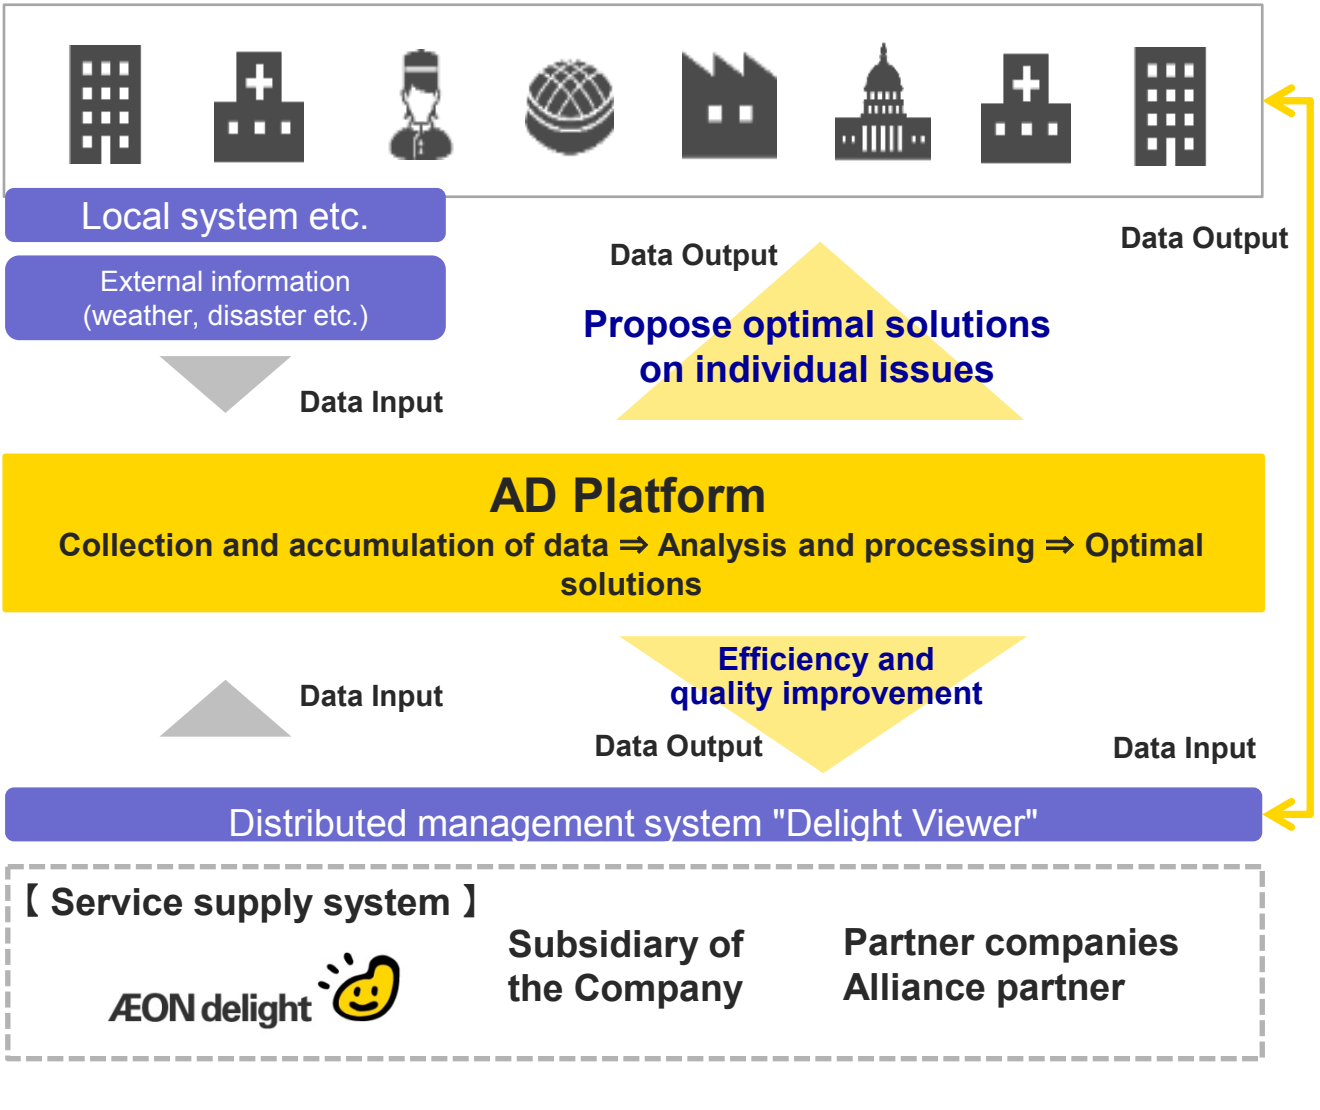 Local system etc.
External information
(weather, disaster etc.)
Data Input
Data Output
Propose optimal solutions
on individual issues
Data Output
AD Platform
Collection and accumulation of data ⇒ Analysis and processing ⇒ Optimal
solutions
Data Input
Efficiency and
quality improvement
Data Output
Data Input
Distributed management system "Delight Viewer"
【 Service supply system 】
ÆON delight
Subsidiary of
the Company
Partner companies
Alliance partner